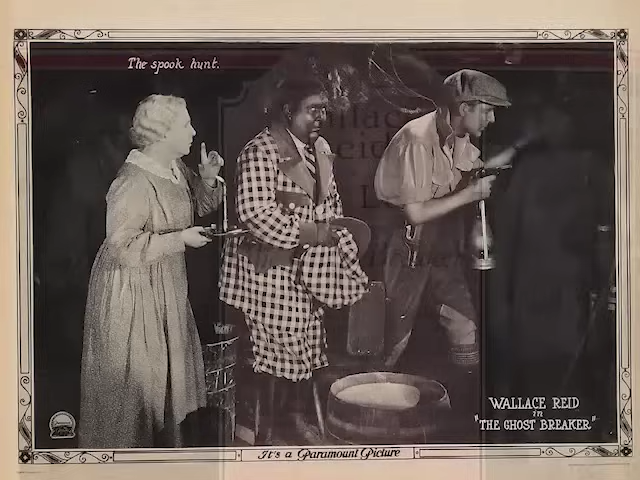 The spook hunt.
WALLACE REID
in
"THE GHOST BREAKER"
It's a Paramount Picture